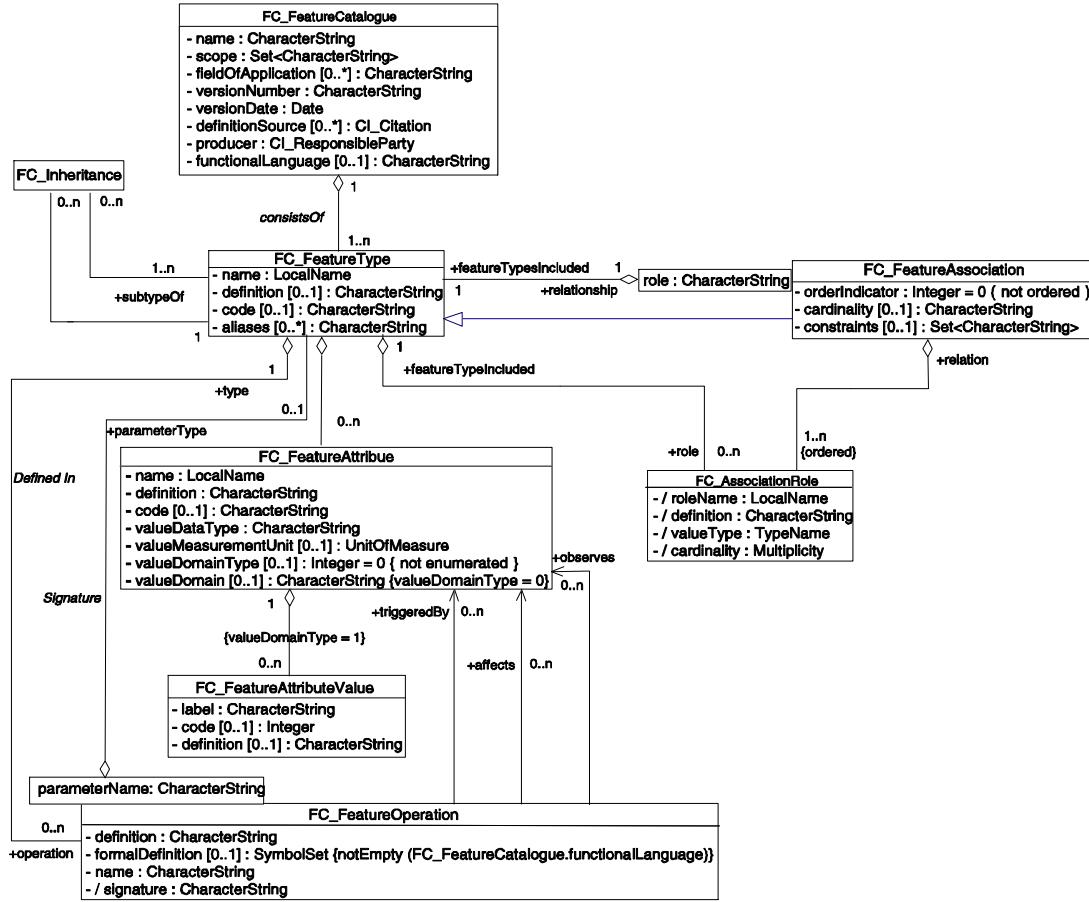 FC_FeatureCatalogue
- name : CharacterString
- scope : Set<CharacterString>
- fieldOfApplication [0..*] : CharacterString
- versionNumber : CharacterString
- versionDate : Date
- definitionSource [0..*] : CI_Citation
- producer : CI_ResponsibleParty
- functionalLanguage [0..1] : CharacterString
FC_Inheritance
0..n
0..n
1
consistsOf
1..n
1..n
+subtypeOf
1
FC_FeatureType
- name : LocalName
- definition [0..1] : CharacterString
- code [0..1] : CharacterString
- aliases [0..*] : CharacterString
+featureTypesIncluded
1
1
+relationship
role : CharacterString
FC_FeatureAssociation
- orderIndicator : Integer = 0 { not ordered }
- cardinality [0..1] : CharacterString
- constraints [0..1] : Set<CharacterString>
1
+type
0..1
+parameterType
0..n
1
+featureTypeIncluded
+relation
+role
0..n
1..n
{ordered}
Defined In
FC_FeatureAttribue
- name : LocalName
- definition : CharacterString
- code [0..1] : CharacterString
- valueDataType : CharacterString
- valueMeasurementUnit [0..1] : UnitOfMeasure
- valueDomainType [0..1] : Integer = 0 { not enumerated }
- valueDomain [0..1] : CharacterString {valueDomainType = 0}
FC_AssociationRole
- / roleName : LocalName
- / definition : CharacterString
- / valueType : TypeName
- / cardinality : Multiplicity
+observes
0..n
Signature
1
{valueDomainType = 1}
0..n
+triggeredBy
0..n
+affects
0..n
FC_FeatureAttributeValue
- label : CharacterString
- code [0..1] : Integer
- definition [0..1] : CharacterString
parameterName: CharacterString
0..n
+operation
FC_FeatureOperation
- definition : CharacterString
- formalDefinition [0..1] : SymbolSet {notEmpty (FC_FeatureCatalogue.functionalLanguage)}
- name : CharacterString
- / signature : CharacterString